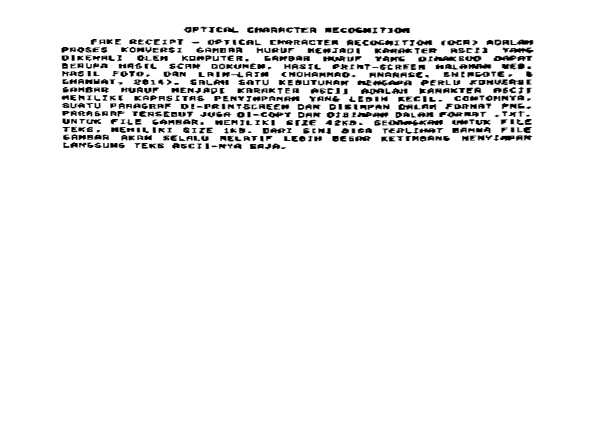 OPTICAL CHARACTER RECOGNITION
FAKE RECEIPT - OPTICAL CHARACTER RECOGNITION (OCR) ADALAH
PROSES KONVERSI GAMBAR HURUF MENJADI KARAKTER ASCII YANG
DIKENALI OLEH KOMPUTER. GAMBAR HURUF YANG DIMAKSUD DAPAT
BERUPA HASIL SCAN DOKUMEN, HASIL PRINT-SCREEN HALAMAN WEB,
HASIL FOTO, DAN LAIN-LAIN (MOHAMMAD, ANARASE, SHINGOTE, &
GHANWAT, 2014). SALAH SATU KEBUTUHAN MENGAPA PERLU KONVERSI
GAMBAR HURUF MENJADI KARAKTER ASCII ADALAH KARAKTER ASCII
MEMILIKI KAPASITAS PENYIMPANAN YANG LEBIH KECIL. CONTOHNYA,
SUATU PARAGRAF DI-PRINTSCREEN DAN DISIMPAN DALAM FORMAT PNG.
PARAGRAF TERSEBUT JUGA DI-COPY DAN DISIMPAN DALAM FORMAT .TXT.
UNTUK FILE GAMBAR, MEMILIKI SIZE 42KB. SEDANGKAN UNTUK FILE
TEKS, MEMILIKI SIZE 1KB. DARI SINI BISA TERLIHAT BAHWA FILE
GAMBAR AKAN SELALU RELATIF LEBIH BESAR KETIMBANG MENYIMPAN
LANGSUNG TEKS ASCII-NYA SAJA.